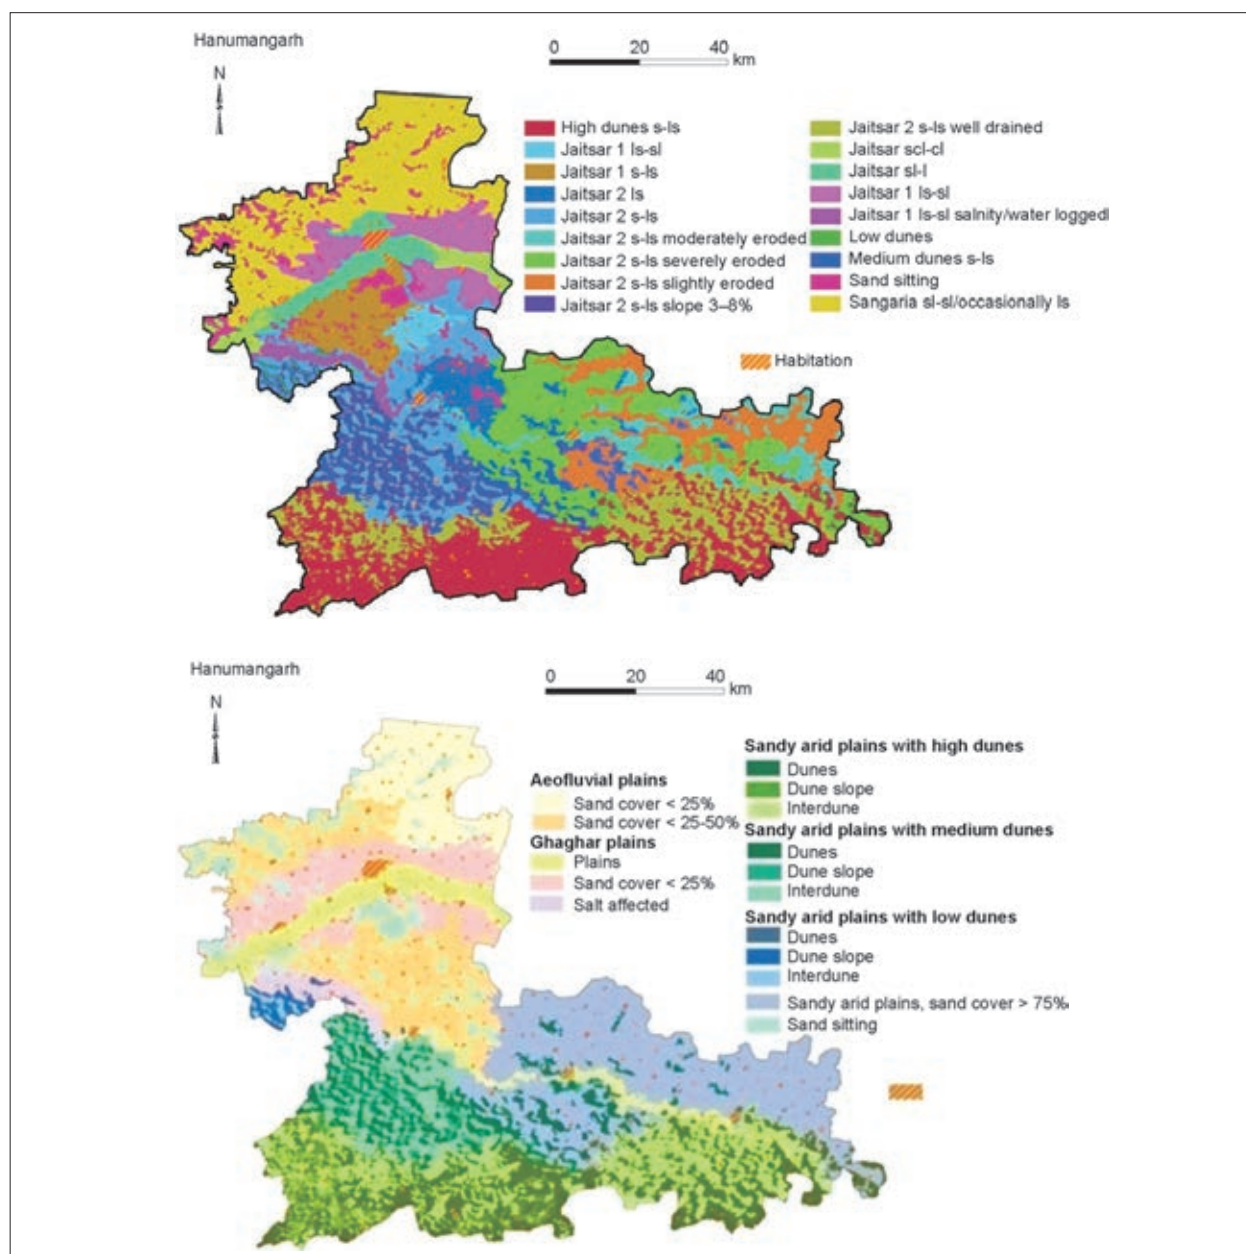 Hanumangarh
0 20 40
km
N
High dunes s-ls
Jaitsar 1 ls-sl
Jaitsar 1 s-ls
Jaitsar 2 ls
Jaitsar 2 s-ls
Jaitsar 2 s-ls moderately eroded
Jaitsar 2 s-ls severely eroded
Jaitsar 2 s-ls slightly eroded
Jaitsar 2 s-ls slope 3–8%
Jaitsar 2 s-ls well drained
Jaitsar scl-cl
Jaitsar sl-l
Jaitsar 1 ls-sl
Jaitsar 1 ls-sl salinity/water loggedl
Low dunes
Medium dunes s-ls
Sand sitting
Sangaria sl-sl/occasionally ls
Habitation
Hanumangarh
0 20 40
km
N
Aeofluvial plains
Sand cover < 25%
Sand cover < 25-50%
Ghaghar plains
Plains
Sand cover < 25%
Salt affected
Sandy arid plains with high dunes
Dunes
Dune slope
Interdune
Sandy arid plains with medium dunes
Dunes
Dune slope
Interdune
Sandy arid plains with low dunes
Dunes
Dune slope
Interdune
Sandy arid plains, sand cover > 75%
Sand sitting